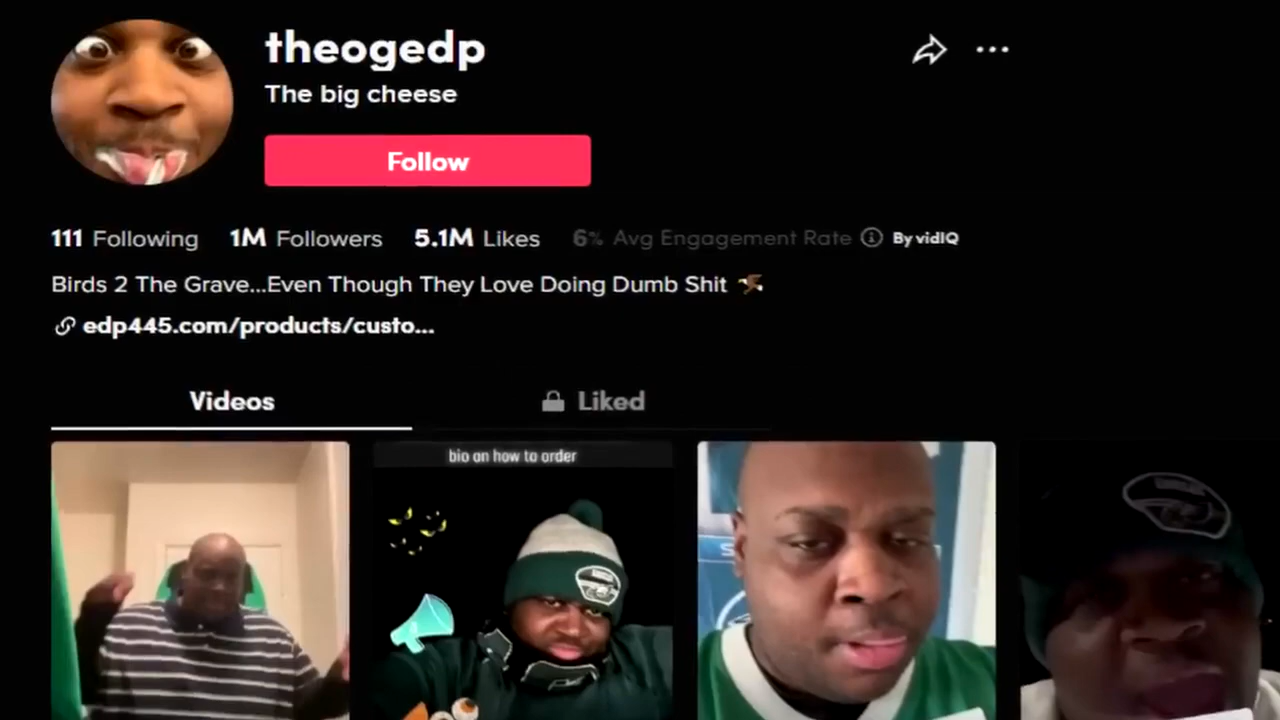 theogedp
The big cheese
Follow
111 Following 1M Followers 5.1M Likes 6% Avg Engagement Rate By vidIQ
Birds 2 The Grave...Even Though They Love Doing Dumb Shit
edp445.com/products/custo...
Videos Liked
bio on how to order